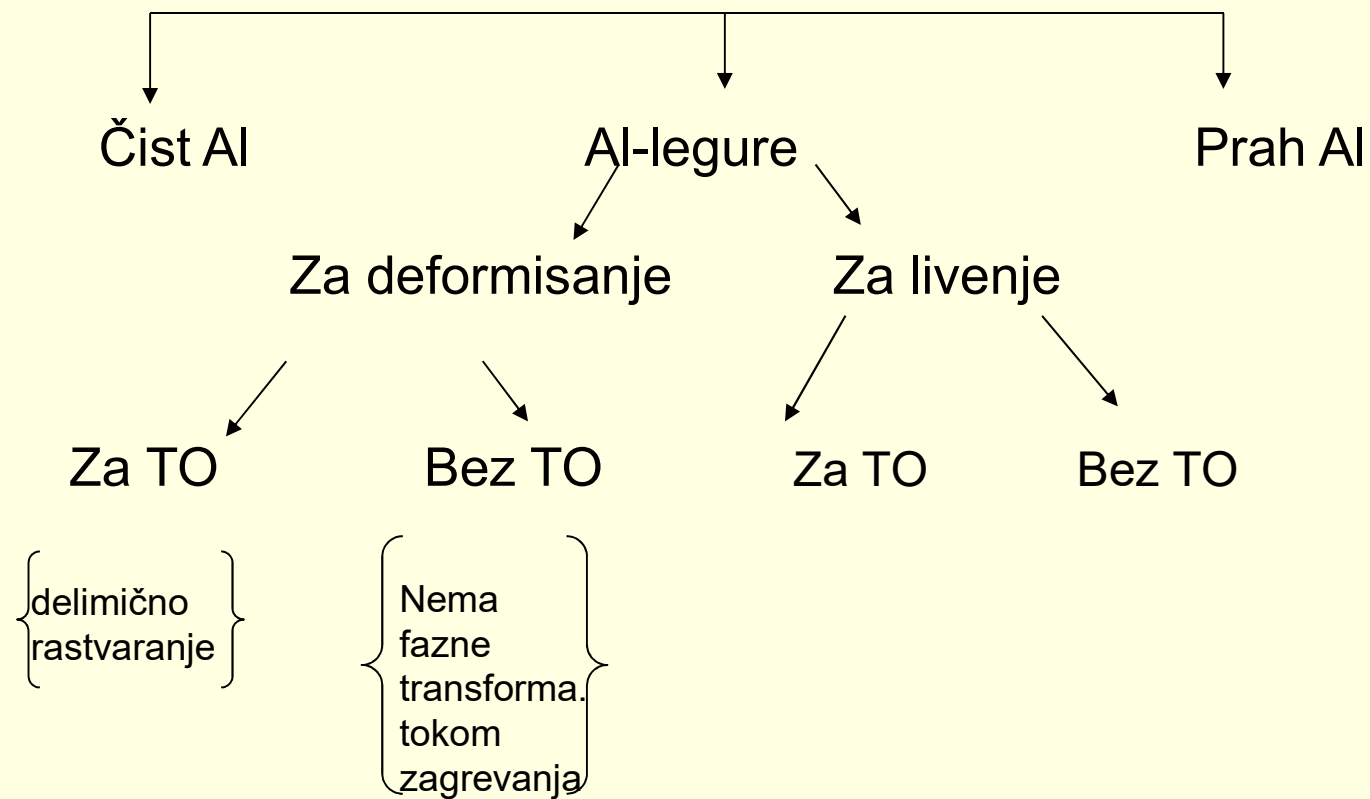 Čist Al
Al-legure
Prah Al
Za deformisanje
Za livenje
Za TO
Bez TO
Za TO
Bez TO
delimično
rastvaranje
Nema
fazne
transforma.
tokom
zagrevanja